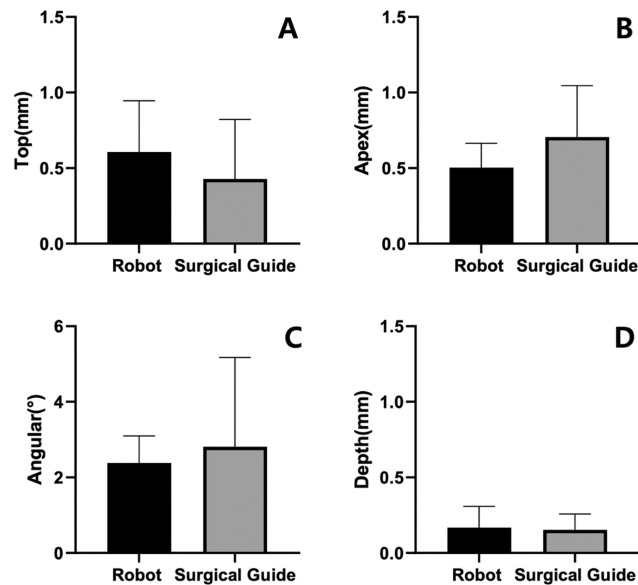 A
Top(mm)
1.5
1.0
0.5
0.0
Robot Surgical Guide
B
Apex(mm)
1.5
1.0
0.5
0.0
Robot Surgical Guide
C
Angular(°)
6
4
2
0
Robot Surgical Guide
D
Depth(mm)
1.5
1.0
0.5
0.0
Robot Surgical Guide